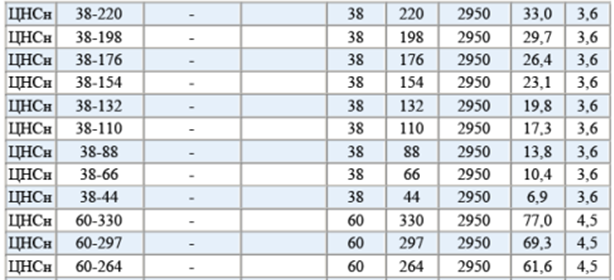 ЦНСн 38-220 - 38 220 2950 33,0 3,6
ЦНСн 38-198 - 38 198 2950 29,7 3,6
ЦНСн 38-176 - 38 176 2950 26,4 3,6
ЦНСн 38-154 - 38 154 2950 23,1 3,6
ЦНСн 38-132 - 38 132 2950 19,8 3,6
ЦНСн 38-110 - 38 110 2950 17,3 3,6
ЦНСн 38-88 - 38 88 2950 13,8 3,6
ЦНСн 38-66 - 38 66 2950 10,4 3,6
ЦНСн 38-44 - 38 44 2950 6,9 3,6
ЦНСн 60-330 - 60 330 2950 77,0 4,5
ЦНСн 60-297 - 60 297 2950 69,3 4,5
ЦНСн 60-264 - 60 264 2950 61,6 4,5